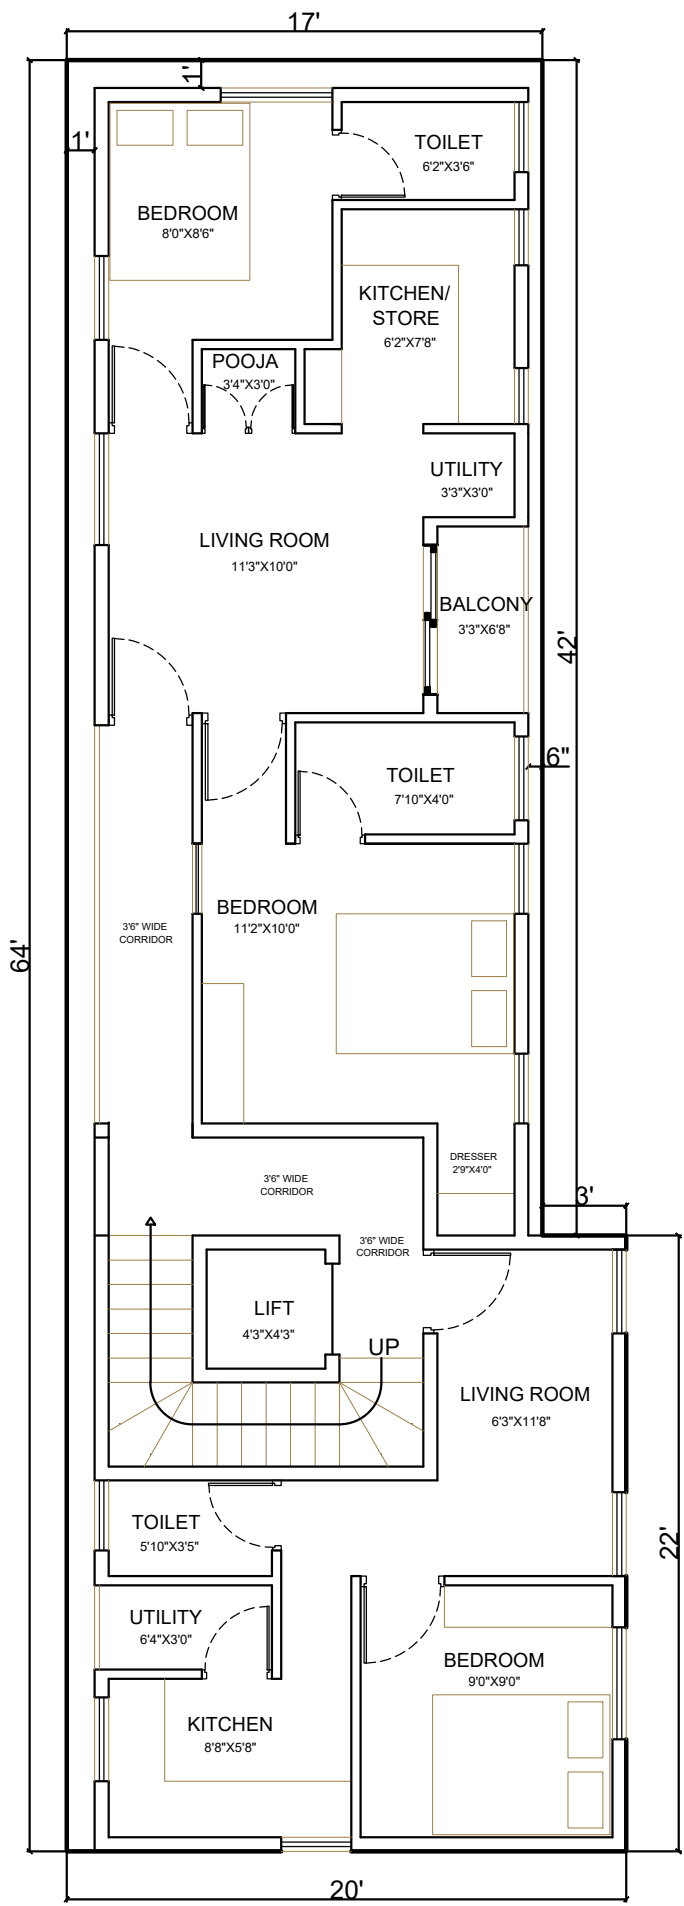 17'
1'
1'
TOILET
6'2"X3'6"
BEDROOM
8'0"X8'6"
KITCHEN/
STORE
6'2"X7'8"
POOJA
3'4"X3'0"
UTILITY
3'3"X3'0"
LIVING ROOM
11'3"X10'0"
BALCONY
3'3"X6'8"
42'
6"
TOILET
7'10"X4'0"
BEDROOM
11'2"X10'0"
3'6" WIDE
CORRIDOR
64'
DRESSER
2'9"X4'0"
3'6" WIDE
CORRIDOR
3'
3'6" WIDE
CORRIDOR
LIFT
4'3"X4'3"
UP
LIVING ROOM
6'3"X11'8"
TOILET
5'10"X3'5"
22'
UTILITY
6'4"X3'0"
BEDROOM
9'0"X9'0"
KITCHEN
8'8"X5'8"
20'